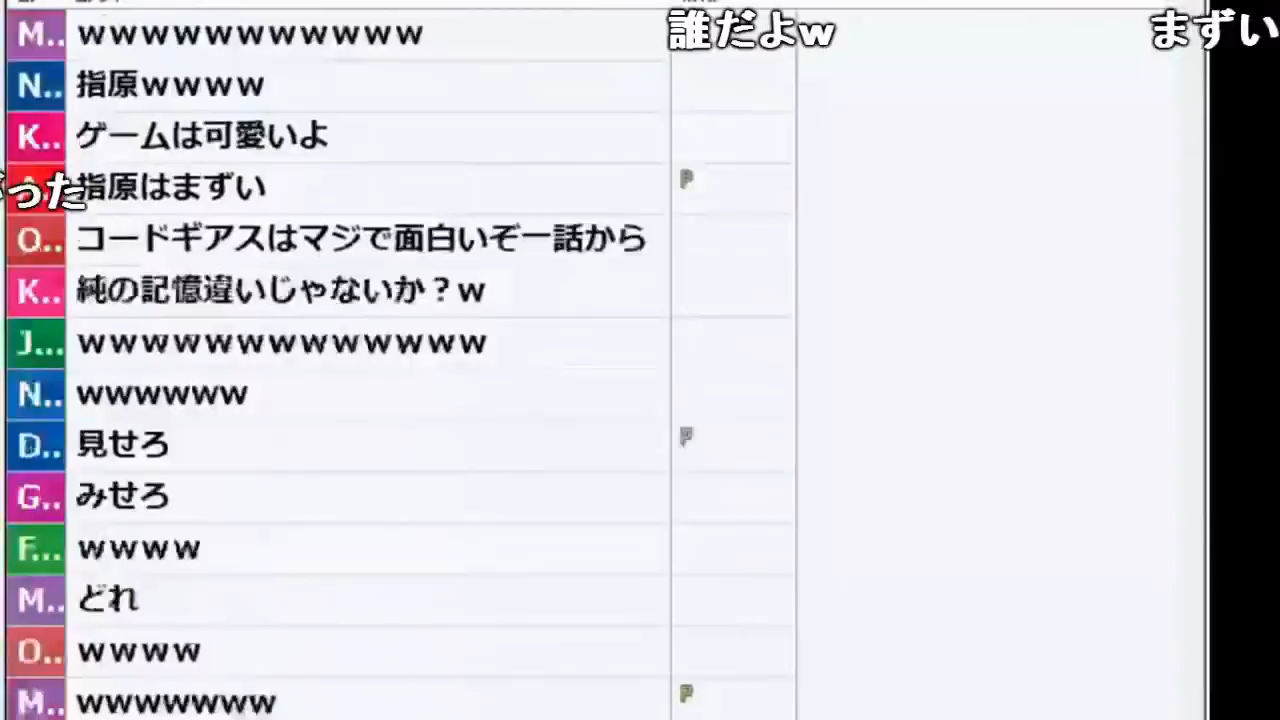 M.. ｗｗｗｗｗｗｗｗｗｗｗ
誰だよw
まずい
N.. 指原ｗｗｗｗ
K.. ゲームは可愛いよ
った
指原はまずい P
O.. コードギアスはマジで面白いぞ一話から
K.. 純の記憶違いじゃないか？w
J... ｗｗｗｗｗｗｗｗｗｗｗｗｗ
N.. wwwwww
D.. 見せろ P
G.. みせろ
F... ｗｗｗｗ
M.. どれ
O.. ｗｗｗｗ
M.. wwwwwww P